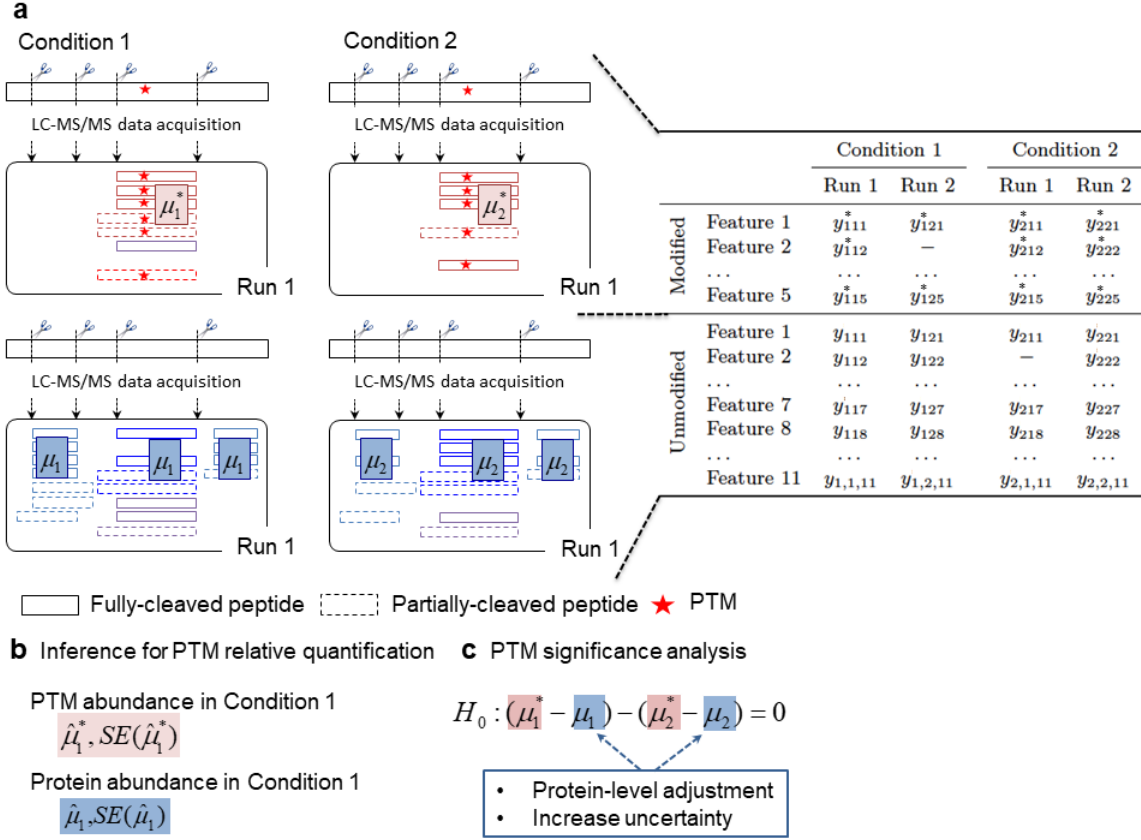 a
Condition 1
Condition 2
LC-MS/MS data acquisition
LC-MS/MS data acquisition
μ₁*
μ₂*
Run 1
Run 1
LC-MS/MS data acquisition
LC-MS/MS data acquisition
μ₁ μ₁ μ₁
μ₂ μ₂ μ₂
Run 1
Run 1
Condition 1 Condition 2
Run 1 Run 2 Run 1 Run 2
Modified
Feature 1 y*₁₁₁ y*₁₂₁ y*₂₁₁ y*₂₂₁
Feature 2 y*₁₁₂ – y*₂₁₂ y*₂₂₂
... ... ... ... ...
Feature 5 y*₁₁₅ y*₁₂₅ y*₂₁₅ y*₂₂₅
Unmodified
Feature 1 y₁₁₁ y₁₂₁ y₂₁₁ y₂₂₁
Feature 2 y₁₁₂ y₁₂₂ – y₂₂₂
... ... ... ... ...
Feature 7 y₁₁₇ y₁₂₇ y₂₁₇ y₂₂₇
Feature 8 y₁₁₈ y₁₂₈ y₂₁₈ y₂₂₈
... ... ... ... ...
Feature 11 y₁,₁,₁₁ y₁,₂,₁₁ y₂,₁,₁₁ y₂,₂,₁₁
Fully-cleaved peptide Partially-cleaved peptide ★ PTM
b Inference for PTM relative quantification
PTM abundance in Condition 1
μ̂₁*, SE(μ̂₁*)
Protein abundance in Condition 1
μ̂₁, SE(μ̂₁)
c PTM significance analysis
H₀ : (μ₁* − μ₁) − (μ₂* − μ₂) = 0
• Protein-level adjustment
• Increase uncertainty